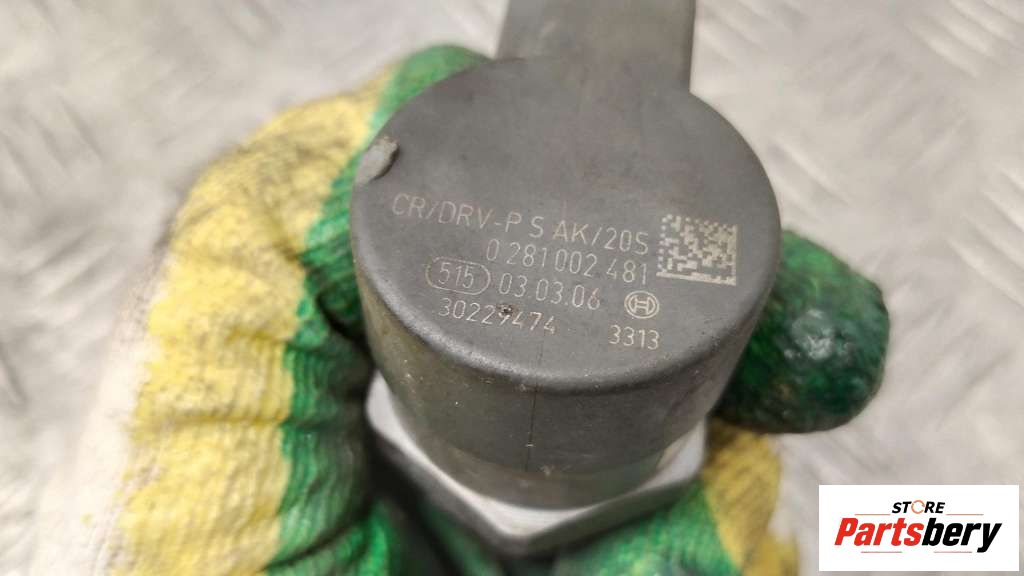 CR/DRV-P S AK/20S
0 281 002 481
515 03.03.06
30229474 3313
STORE
Partsbery